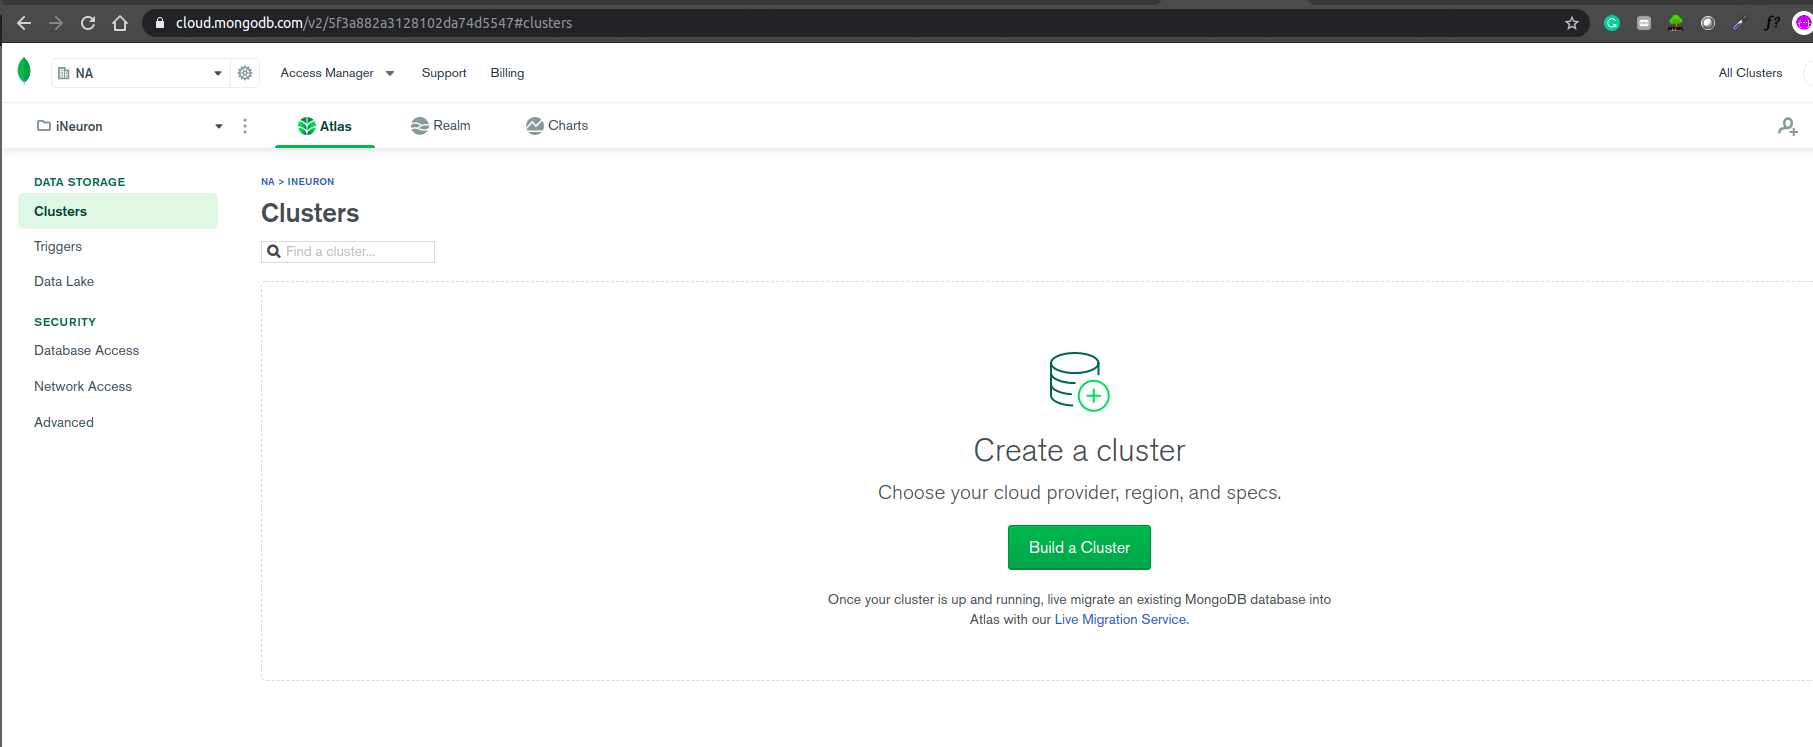 cloud.mongodb.com/v2/5f3a882a3128102da74d5547#clusters
NA
Access Manager
Support
Billing
All Clusters
iNeuron
Atlas
Realm
Charts
DATA STORAGE
Clusters
Triggers
Data Lake
SECURITY
Database Access
Network Access
Advanced
NA > INEURON
Clusters
Find a cluster...
Create a cluster
Choose your cloud provider, region, and specs.
Build a Cluster
Once your cluster is up and running, live migrate an existing MongoDB database into
Atlas with our Live Migration Service.